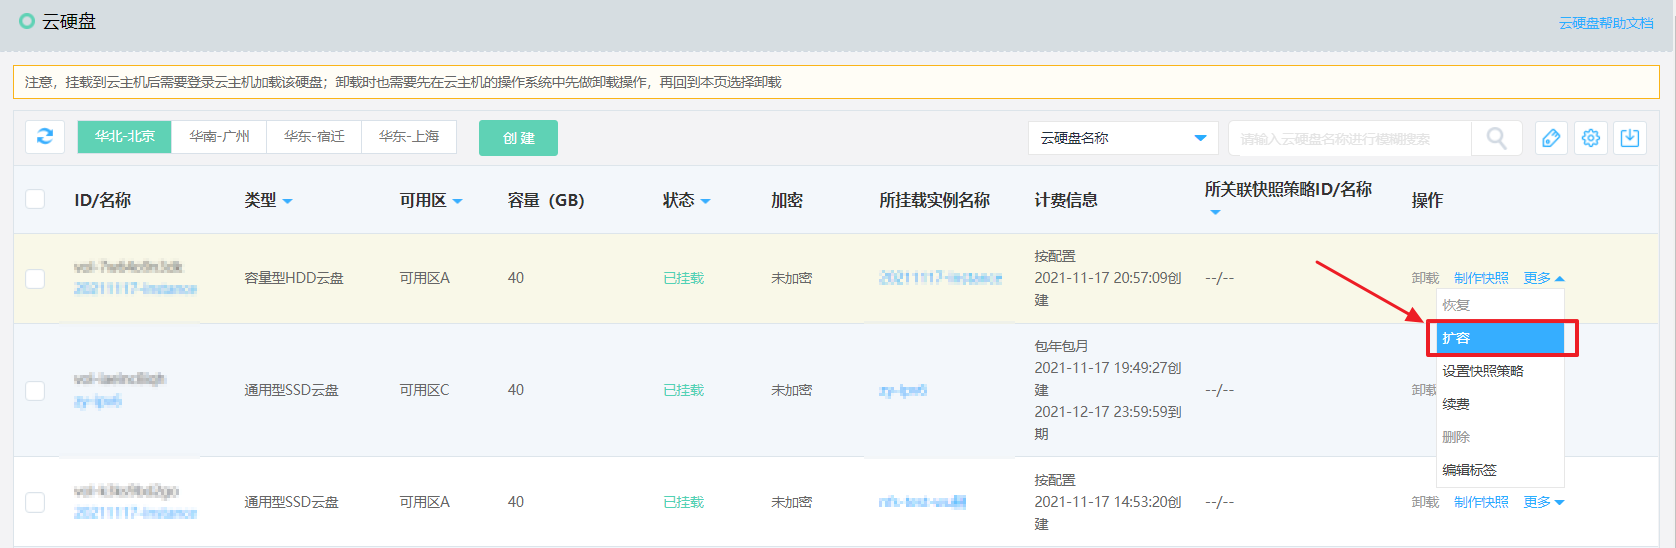 云硬盘
云硬盘帮助文档
注意，挂载到云主机后需要登录云主机加载该硬盘；卸载时也需要先在云主机的操作系统中先做卸载操作，再回到本页选择卸载
华北-北京 华南-广州 华东-宿迁 华东-上海 创 建 云硬盘名称 请输入云硬盘名称进行模糊搜索
ID/名称 类型 可用区 容量（GB） 状态 加密 所挂载实例名称 计费信息 所关联快照策略ID/名称 操作
20211117-instance 容量型HDD云盘 可用区A 40 已挂载 未加密 20211117-instance
按配置
2021-11-17 20:57:09创
建
--/-- 卸载 制作快照 更多
恢复
扩容
设置快照策略
续费
删除
编辑标签
通用型SSD云盘 可用区C 40 已挂载 未加密
包年包月
2021-11-17 19:49:27创
建
2021-12-17 23:59:59到
期
--/-- 卸载
20211117-instance 通用型SSD云盘 可用区A 40 已挂载 未加密
按配置
2021-11-17 14:53:20创
建
--/-- 卸载 制作快照 更多